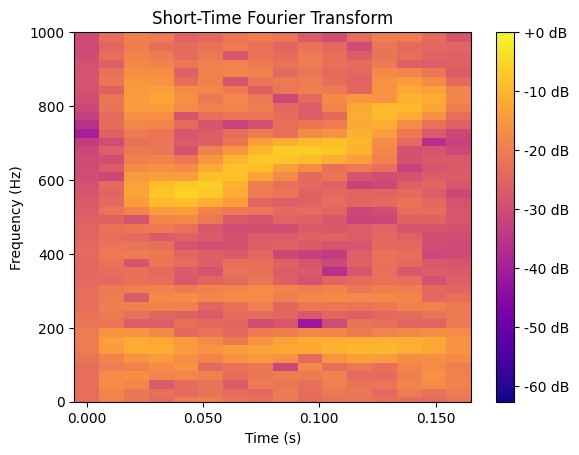 Short-Time Fourier Transform
1000
800
600
400
200
0
Frequency (Hz)
0.000
0.050
0.100
0.150
Time (s)
+0 dB
-10 dB
-20 dB
-30 dB
-40 dB
-50 dB
-60 dB